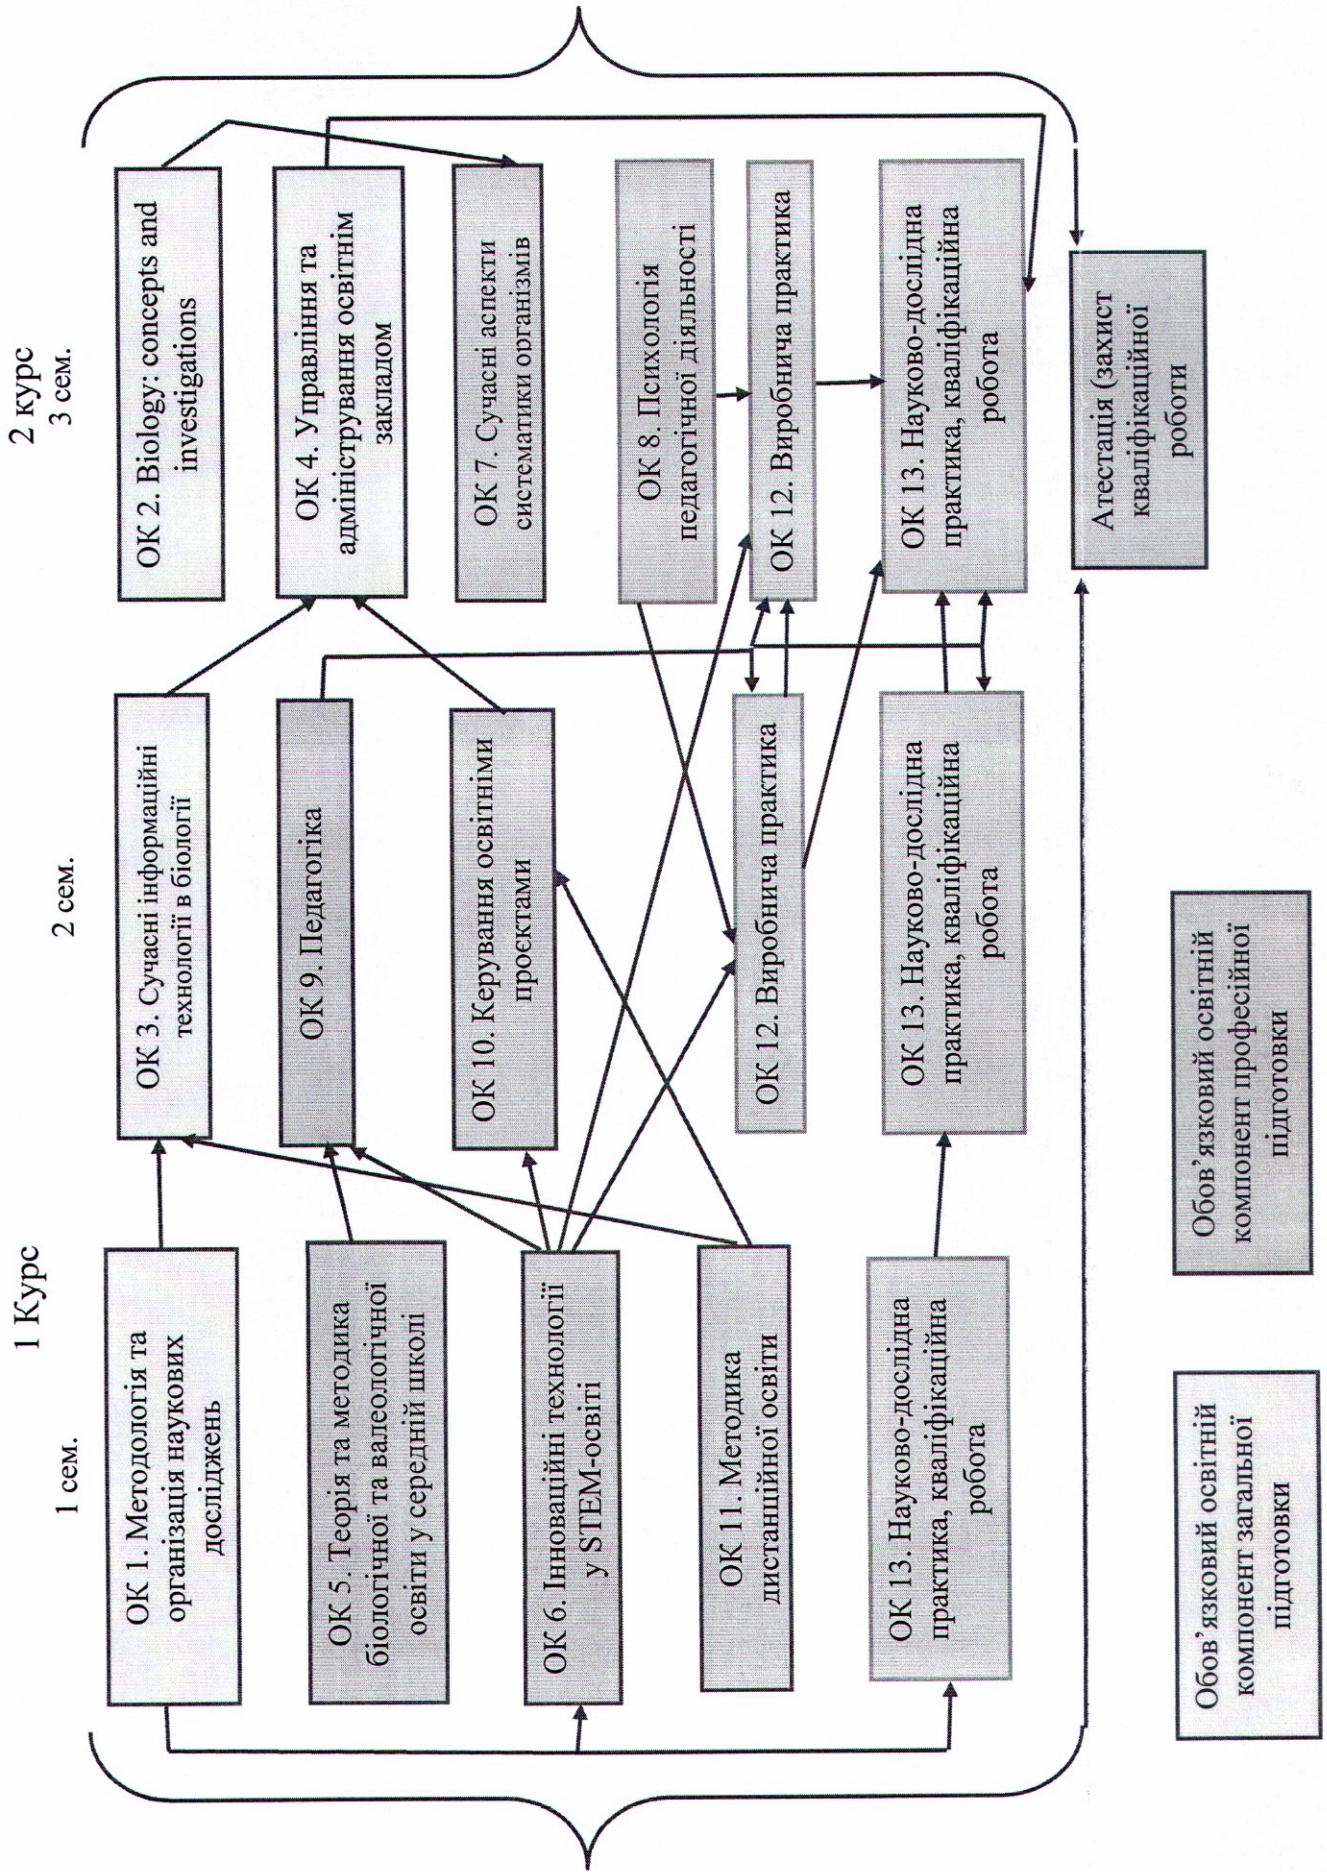 1 Курс
2 курс
1 сем.
2 сем.
3 сем.
ОК 1. Методологія та
організація наукових
досліджень
ОК 5. Теорія та методика
біологічної та валеологічної
освіти у середній школі
ОК 6. Інноваційні технології
у STEM-освіті
ОК 11. Методика
дистанційної освіти
ОК 13. Науково-дослідна
практика, кваліфікаційна
робота
ОК 3. Сучасні інформаційні
технології в біології
ОК 9. Педагогіка
ОК 10. Керування освітніми
проєктами
ОК 12. Виробнича практика
ОК 13. Науково-дослідна
практика, кваліфікаційна
робота
ОК 2. Biology: concepts and
investigations
ОК 4. Управління та
адміністрування освітнім
закладом
ОК 7. Сучасні аспекти
систематики організмів
ОК 8. Психологія
педагогічної діяльності
ОК 12. Виробнича практика
ОК 13. Науково-дослідна
практика, кваліфікаційна
робота
Атестація (захист
кваліфікаційної
роботи
Обов’язковий освітній
компонент загальної
підготовки
Обов’язковий освітній
компонент професійної
підготовки